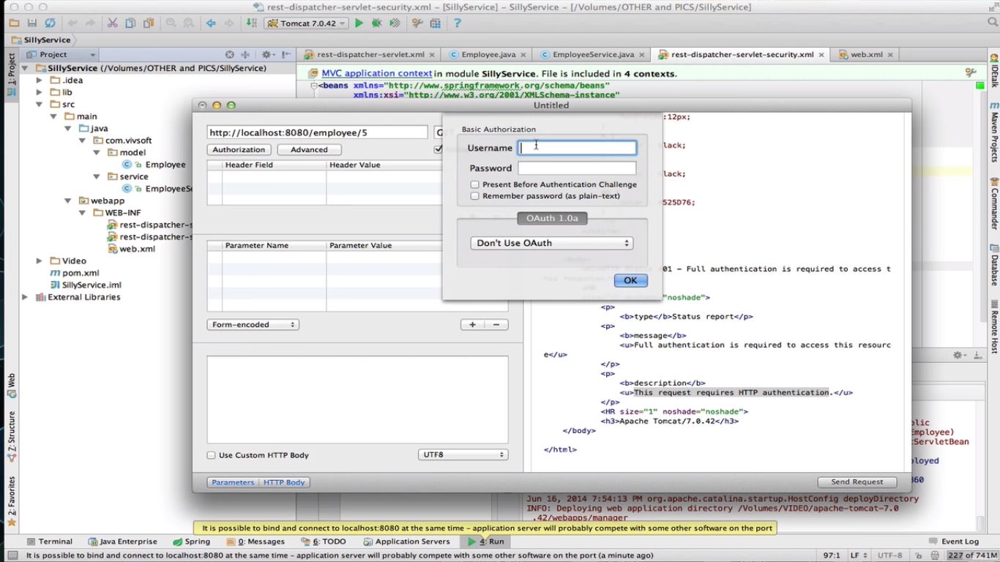 rest-dispatcher-servlet-security.xml – [SillyService] – SillyService – [/Volumes/OTHER and PICS/SillyService]
Tomcat 7.0.42
SillyService
Project
rest-dispatcher-servlet.xml
Employee.java
EmployeeService.java
rest-dispatcher-servlet-security.xml
web.xml
1: Project
SillyService (/Volumes/OTHER and PICS/SillyService)
.idea
lib
src
main
java
com.vivsoft
model
Employee
service
EmployeeSe
webapp
WEB-INF
rest-dispatcher-s
rest-dispatcher-s
web.xml
Video
pom.xml
SillyService.iml
External Libraries
Web
7: Structure
2: Favorites
MVC application context in module SillyService. File is included in 4 contexts.
<beans xmlns="http://www.springframework.org/schema/beans"
xmlns:xsi="http://www.w3.org/2001/XMLSchema-instance"
Untitled
http://localhost:8080/employee/5
Authorization
Advanced
Header Field
Header Value
Parameter Name
Parameter Value
Form-encoded
+
−
Use Custom HTTP Body
UTF8
Parameters
HTTP Body
Basic Authorization
Username
Password
Present Before Authentication Challenge
Remember password (as plain-text)
OAuth 1.0a
Don't Use OAuth
OK
:12px;
lack;
lack;
525D76;
01 – Full authentication is required to access t
"noshade">
<p>
<b>type</b>Status report</p>
<p>
<b>message</b>
<u>Full authentication is required to access this resourc
e</u>
</p>
<p>
<b>description</b>
<u>This request requires HTTP authentication.</u>
</p>
<HR size="1" noshade="noshade">
<h3>Apache Tomcat/7.0.42</h3>
</body>
</html>
Send Request
IDEtalk
Maven Projects
Commander
Database
Remote Host
blic
mployee)
tServletBean
ployed
360
Jun 16, 2014 7:54:13 PM org.apache.catalina.startup.HostConfig deployDirectory
INFO: Deploying web application directory /Volumes/VIDEO/apache-tomcat-7.0
.42/webapps/manager
It is possible to bind and connect to localhost:8080 at the same time – application server will probably compete with some other software on the port
Terminal
Java Enterprise
Spring
0: Messages
6: TODO
Application Servers
4: Run
Event Log
It is possible to bind and connect to localhost:8080 at the same time – application server will probably compete with some other software on the port (a minute ago)
97:1
LF
UTF-8
227 of 741M